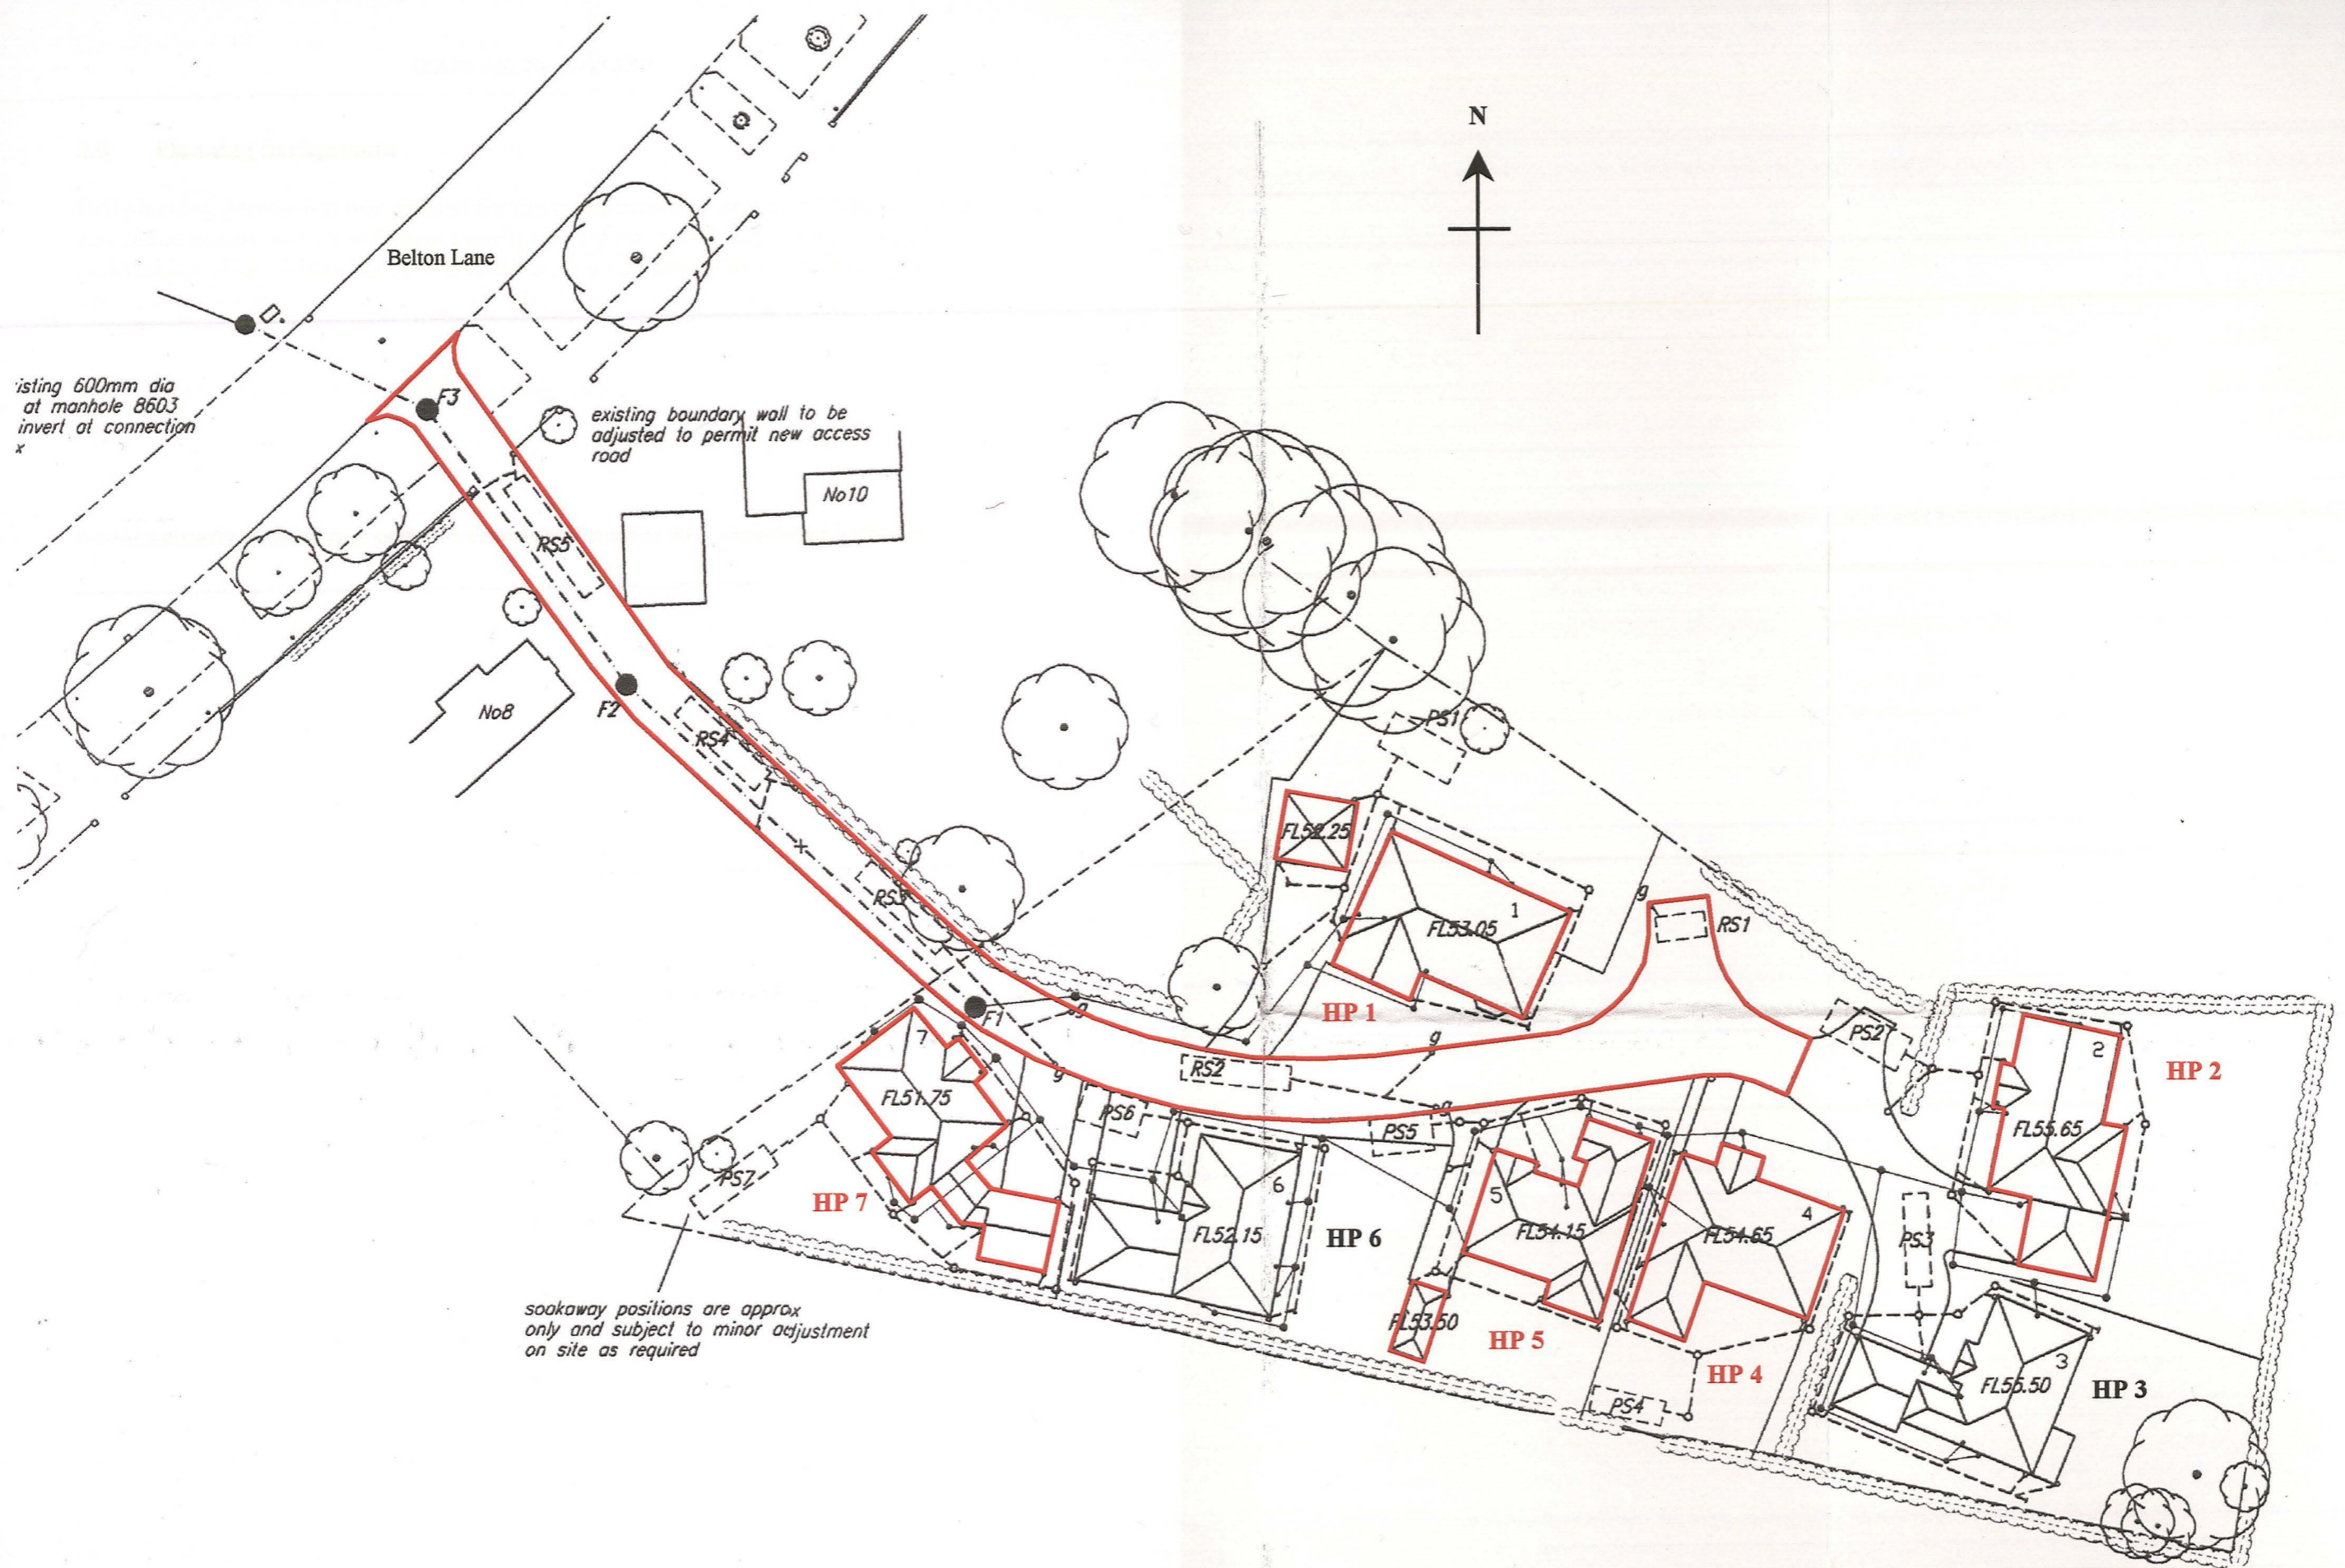 N
Belton Lane
isting 600mm dia
at manhole 8603
invert at connection
x
F3
existing boundary wall to be
adjusted to permit new access
road
No10
RS5
No8
F2
RS4
PS1
FL52.25
RS3
1
FL53.05
g
RS1
HP 1
F1
g
g
PS2
2
HP 2
7
RS2
g
FL51.75
PS6
g
PS5
FL55.65
PS7
HP 7
6
FL52.15
HP 6
5
FL54.15
4
FL54.65
PS3
soakaway positions are approx
only and subject to minor adjustment
on site as required
FL53.50
HP 5
HP 4
3
FL55.50
HP 3
PS4